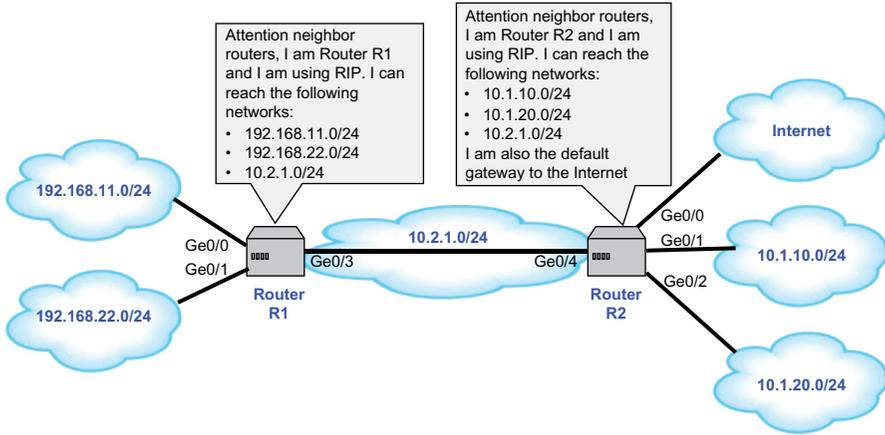 Attention neighbor
routers, I am Router R1
and I am using RIP. I can
reach the following
networks:
• 192.168.11.0/24
• 192.168.22.0/24
• 10.2.1.0/24
Attention neighbor routers,
I am Router R2 and I am
using RIP. I can reach the
following networks:
• 10.1.10.0/24
• 10.1.20.0/24
• 10.2.1.0/24
I am also the default
gateway to the Internet
Internet
192.168.11.0/24
Ge0/0
Ge0/1
192.168.22.0/24
Router
R1
Ge0/3
10.2.1.0/24
Ge0/4
Router
R2
Ge0/0
Ge0/1
10.1.10.0/24
Ge0/2
10.1.20.0/24